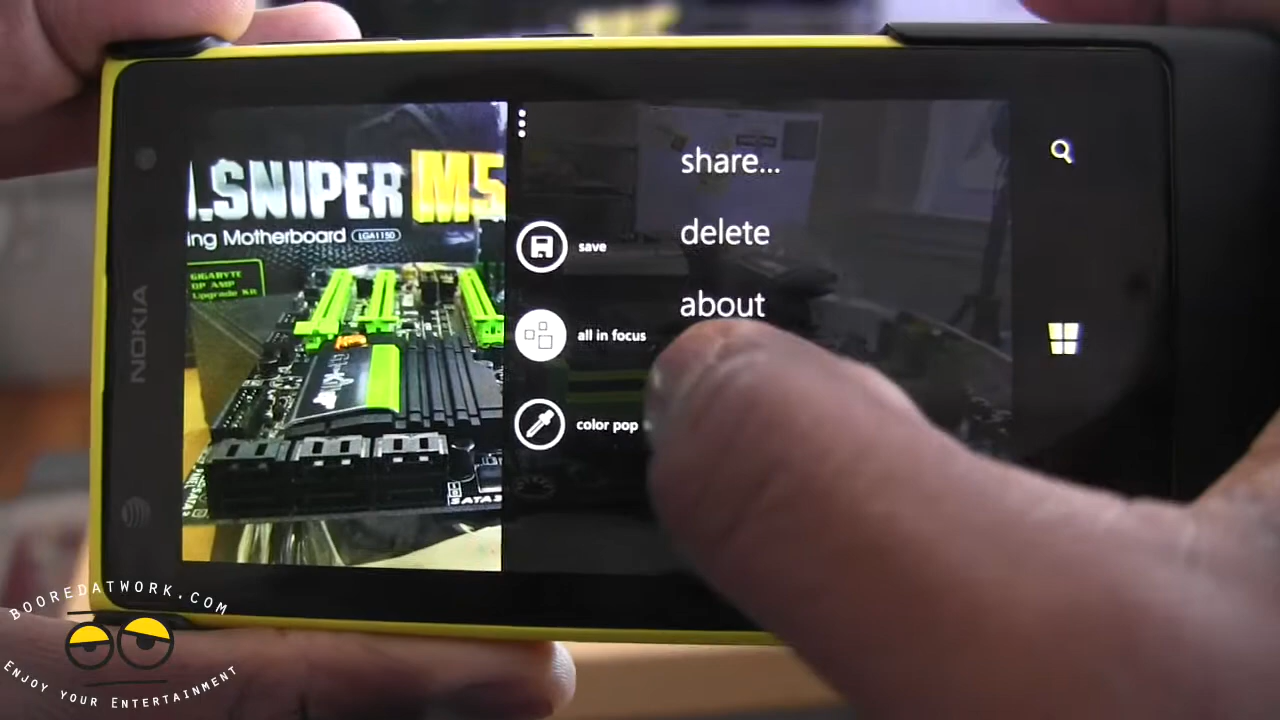 NOKIA
.SNIPER M5
ing Motherboard LGA1150
GIGABYTE
OP AMP
Upgrade Kit
SATA3
share...
delete
about
save
all in focus
color pop
BOOREDATWORK.COM
ENJOY YOUR ENTERTAINMENT